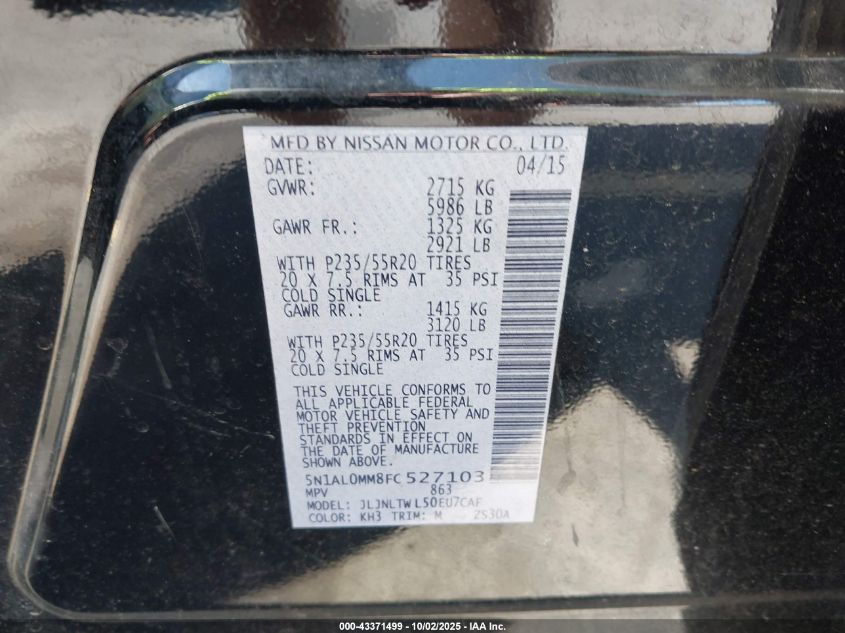 MFD BY NISSAN MOTOR CO., LTD.
DATE: 04/15
GVWR: 2715 KG
5986 LB
GAWR FR.: 1325 KG
2921 LB
WITH P235/55R20 TIRES
20 X 7.5 RIMS AT 35 PSI
COLD SINGLE
GAWR RR.: 1415 KG
3120 LB
WITH P235/55R20 TIRES
20 X 7.5 RIMS AT 35 PSI
COLD SINGLE
THIS VEHICLE CONFORMS TO
ALL APPLICABLE FEDERAL
MOTOR VEHICLE SAFETY AND
THEFT PREVENTION
STANDARDS IN EFFECT ON
THE DATE OF MANUFACTURE
SHOWN ABOVE.
5N1AL0MM8FC527103
MPV 863
MODEL: JLJNLTWL50EU7CAF
COLOR: KH3 TRIM: M 2S30A
000-43371499 - 10/02/2025 - IAA Inc.